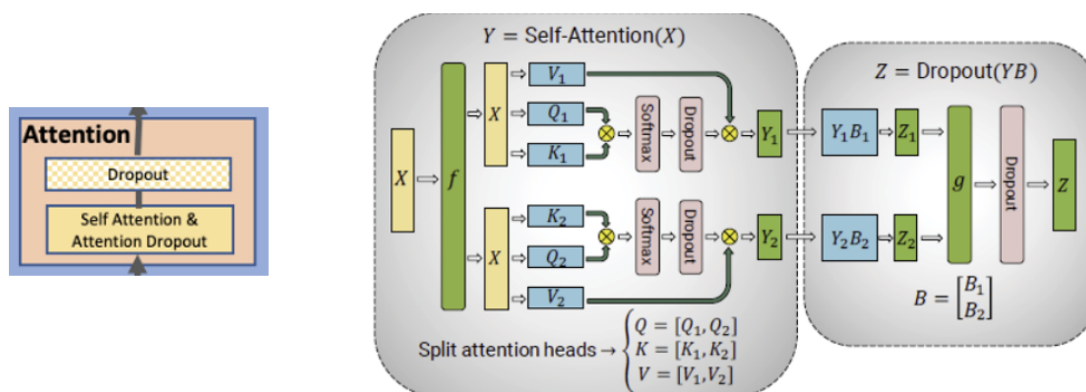 Attention
Dropout
Self Attention &
Attention Dropout
Y = Self-Attention(X)
X
f
X
V₁
Q₁
K₁
Softmax
Dropout
Y₁
X
K₂
Q₂
V₂
Softmax
Dropout
Y₂
Split attention heads → { Q = [Q₁, Q₂]
K = [K₁, K₂]
V = [V₁, V₂]
Z = Dropout(YB)
Y₁B₁
Z₁
Y₂B₂
Z₂
g
Dropout
Z
B = [B₁
B₂]